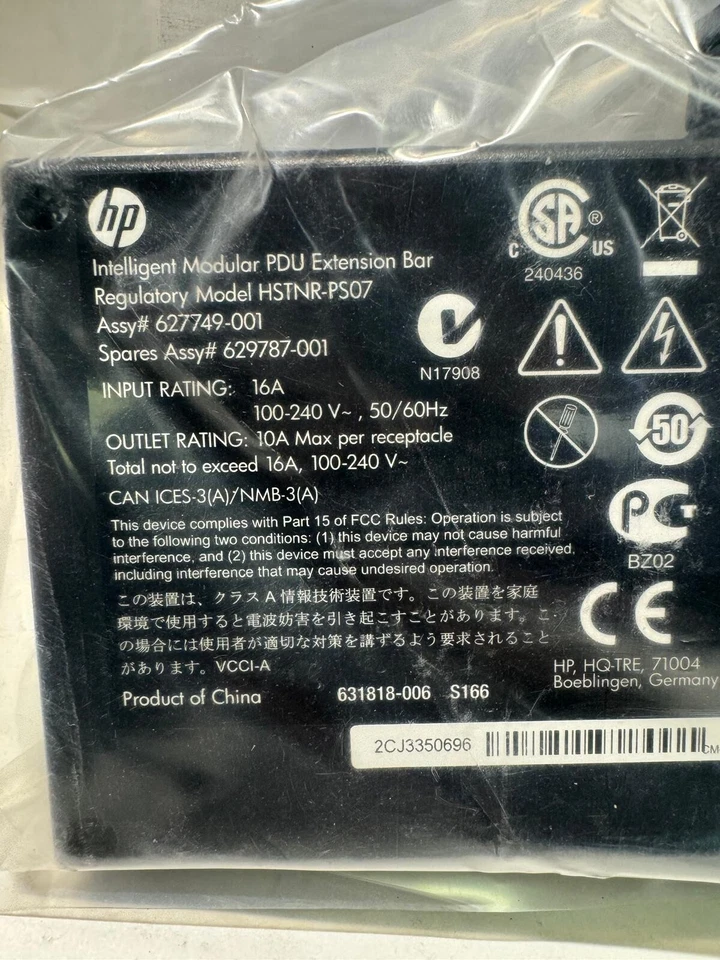 hp
Intelligent Modular PDU Extension Bar
Regulatory Model HSTNR-PS07
Assy# 627749-001
Spares Assy# 629787-001
INPUT RATING: 16A
100-240 V~ , 50/60Hz
OUTLET RATING: 10A Max per receptacle
Total not to exceed 16A, 100-240 V~
CAN ICES-3(A)/NMB-3(A)
This device complies with Part 15 of FCC Rules: Operation is subject
to the following two conditions: (1) this device may not cause harmful
interference, and (2) this device must accept any interference received,
including interference that may cause undesired operation.
この装置は、クラスA情報技術装置です。この装置を家庭
環境で使用すると電波妨害を引き起こすことがあります。こ
の場合には使用者が適切な対策を講ずるよう要求されること
があります。VCCI-A
Product of China
631818-006 S166
2CJ3350696
C SA ® US
240436
N17908
50
PCT
BZ02
CE
HP, HQ-TRE, 71004
Boeblingen, Germany